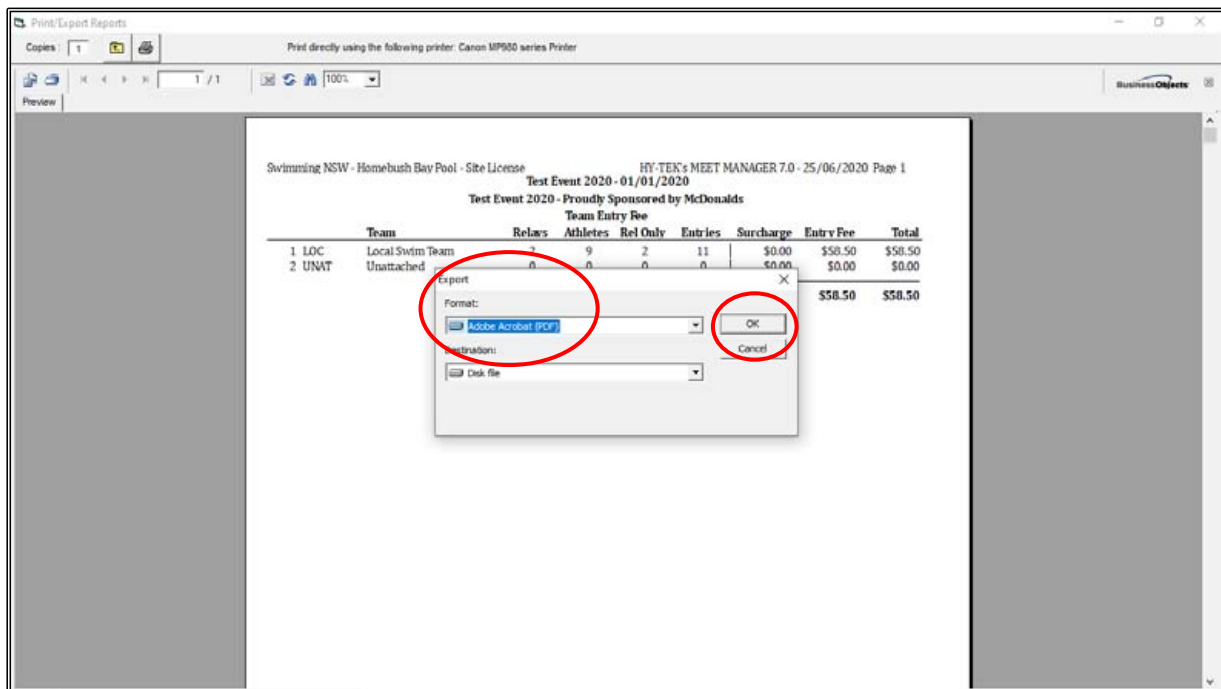 Print/Export Reports
Copies: 1 Print directly using the following printer: Canon MP980 series Printer
1 / 1 100%
BusinessObjects
Preview
Swimming NSW - Homebush Bay Pool - Site License HY-TEK's MEET MANAGER 7.0 - 25/06/2020 Page 1
Test Event 2020 - 01/01/2020
Test Event 2020 - Proudly Sponsored by McDonalds
Team Entry Fee
Team Relays Athletes Rel Only Entries Surcharge Entry Fee Total
1 LOC Local Swim Team 2 9 2 11 $0.00 $58.50 $58.50
2 UNAT Unattached 0 0 0 0 $0.00 $0.00 $0.00
$58.50 $58.50
Export
Format:
Adobe Acrobat (PDF)
OK
Destination:
Cancel
Disk file